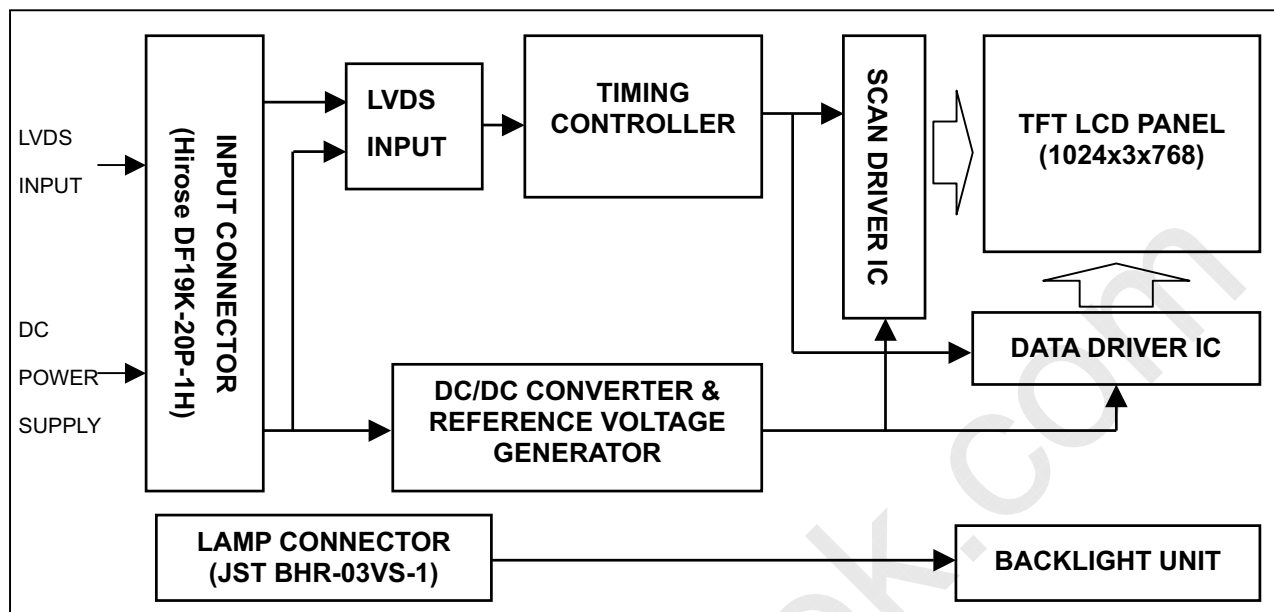 LVDS
INPUT
DC
POWER
SUPPLY
INPUT CONNECTOR
(Hirose DF19K-20P-1H)
LVDS
INPUT
TIMING
CONTROLLER
SCAN DRIVER IC
TFT LCD PANEL
(1024x3x768)
DATA DRIVER IC
DC/DC CONVERTER &
REFERENCE VOLTAGE
GENERATOR
LAMP CONNECTOR
(JST BHR-03VS-1)
BACKLIGHT UNIT